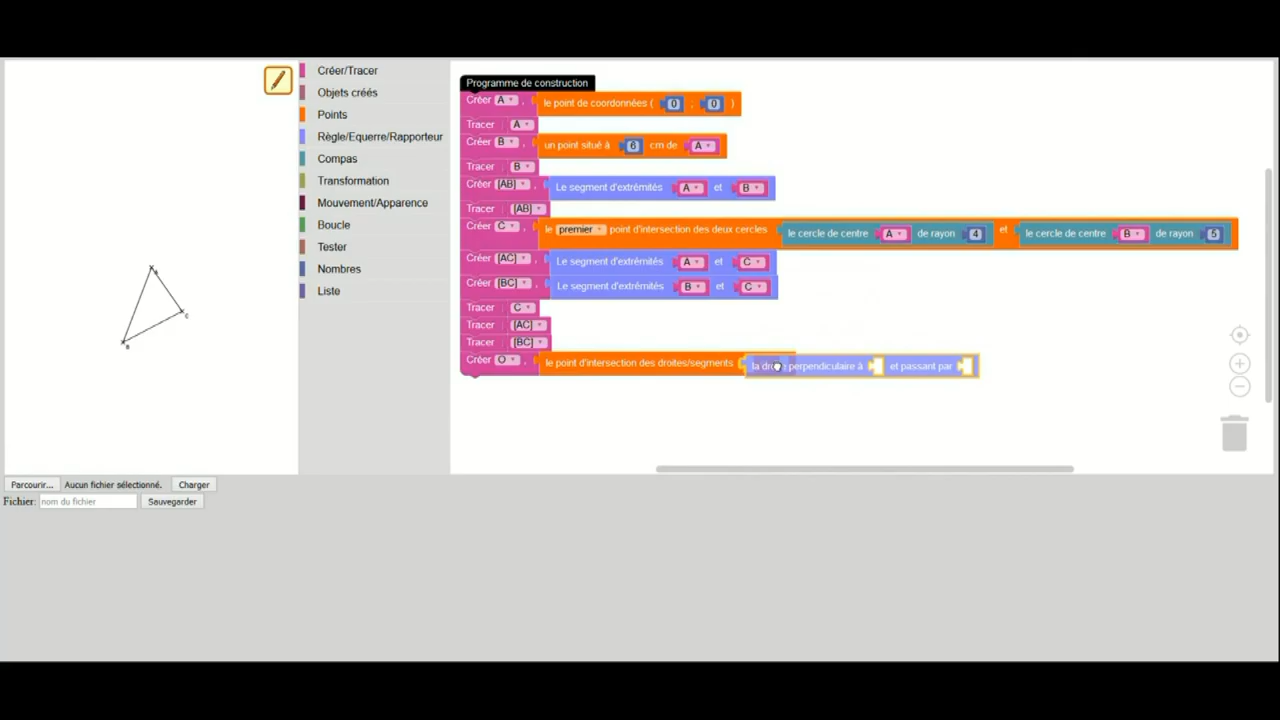 Créer/Tracer
Objets créés
Points
Règle/Equerre/Rapporteur
Compas
Transformation
Mouvement/Apparence
Boucle
Tester
Nombres
Liste
A
B
C
Programme de construction
Créer A , le point de coordonnées ( 0 ; 0 )
Tracer A
Créer B , un point situé à 6 cm de A
Tracer B
Créer [AB] , Le segment d'extrémités A et B
Tracer [AB]
Créer C , le premier point d'intersection des deux cercles le cercle de centre A de rayon 4 et le cercle de centre B de rayon 5
Créer [AC] , Le segment d'extrémités A et C
Créer [BC] , Le segment d'extrémités B et C
Tracer C
Tracer [AC]
Tracer [BC]
Créer O , le point d'intersection des droites/segments la droite perpendiculaire à et passant par
Parcourir... Aucun fichier sélectionné. Charger
Fichier: nom du fichier Sauvegarder